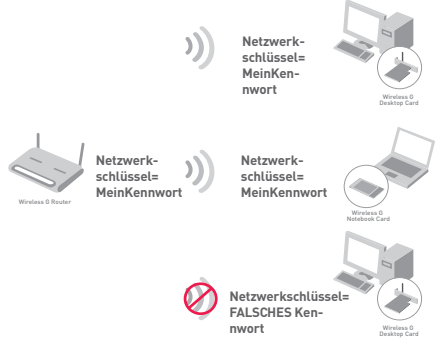 Netzwerk-
schlüssel=
MeinKen-
nwort
Wireless G
Desktop Card
Wireless G Router
Netzwerk-
schlüssel=
MeinKennwort
Netzwerk-
schlüssel=
MeinKennwort
Wireless G
Notebook Card
Netzwerkschlüssel=
FALSCHES Ken-
nwort
Wireless G
Desktop Card